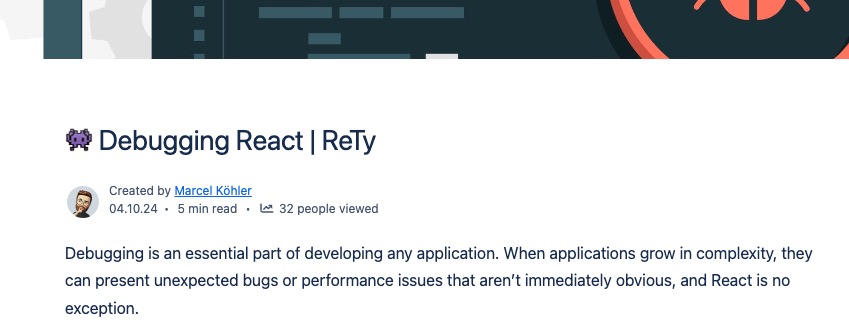 👾 Debugging React | ReTy
Created by Marcel Köhler
04.10.24 • 5 min read • 32 people viewed
Debugging is an essential part of developing any application. When applications grow in complexity, they
can present unexpected bugs or performance issues that aren’t immediately obvious, and React is no
exception.